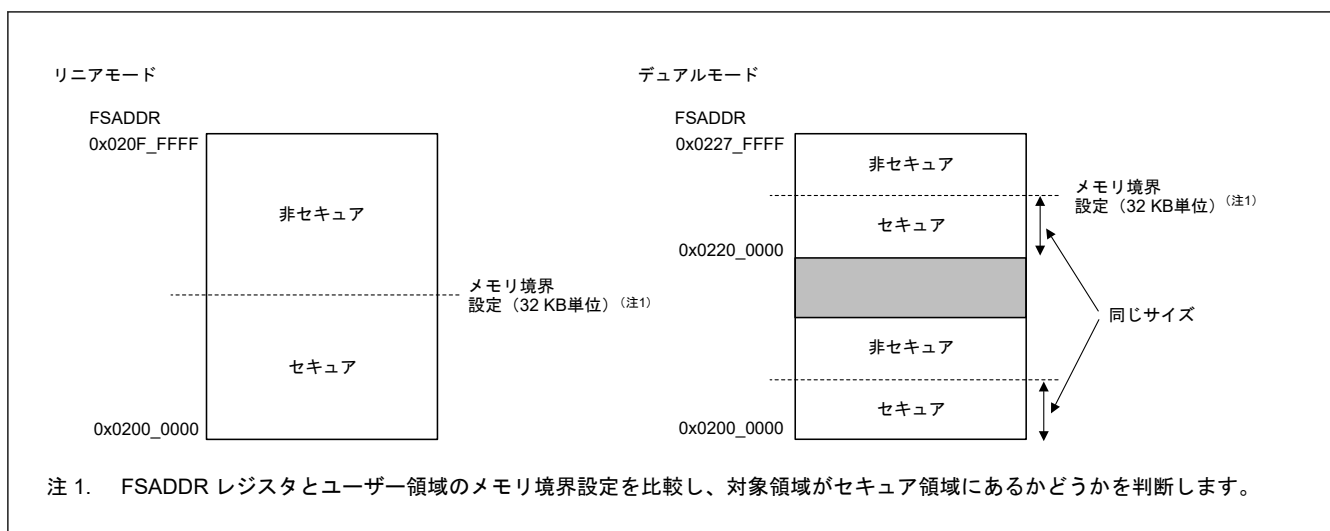 リニアモード
FSADDR
0x020F_FFFF
非セキュア
メモリ境界
設定（32 KB単位）（注1）
セキュア
0x0200_0000
デュアルモード
FSADDR
0x0227_FFFF
非セキュア
メモリ境界
設定（32 KB単位）（注1）
セキュア
0x0220_0000
同じサイズ
非セキュア
セキュア
0x0200_0000
注 1. FSADDR レジスタとユーザー領域のメモリ境界設定を比較し、対象領域がセキュア領域にあるかどうかを判断します。